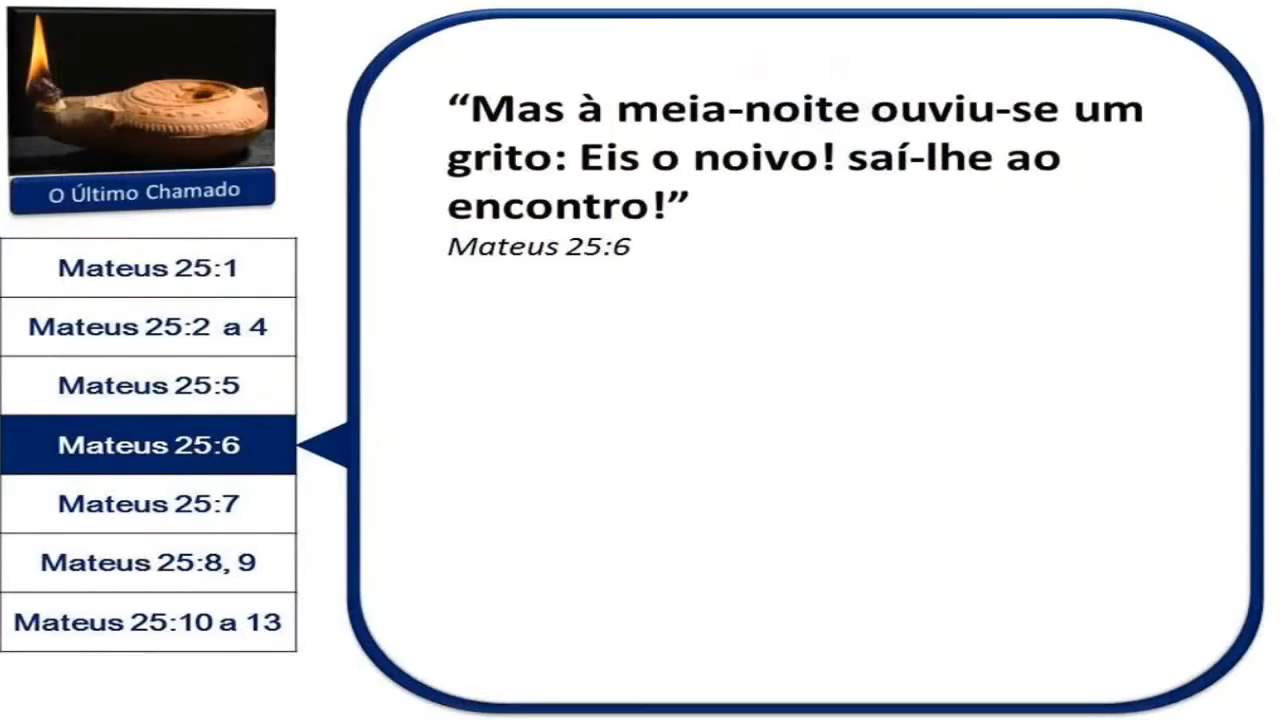 O Último Chamado
Mateus 25:1
Mateus 25:2 a 4
Mateus 25:5
Mateus 25:6
Mateus 25:7
Mateus 25:8, 9
Mateus 25:10 a 13
“Mas à meia-noite ouviu-se um
grito: Eis o noivo! saí-lhe ao
encontro!”
Mateus 25:6